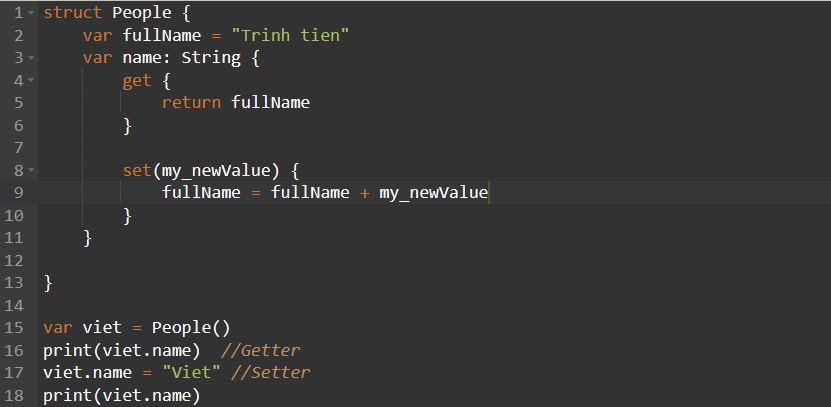 1 struct People {
2     var fullName = "Trinh tien"
3     var name: String {
4         get {
5             return fullName
6         }
7
8         set(my_newValue) {
9             fullName = fullName + my_newValue
10         }
11     }
12
13 }
14
15 var viet = People()
16 print(viet.name)  //Getter
17 viet.name = "Viet" //Setter
18 print(viet.name)